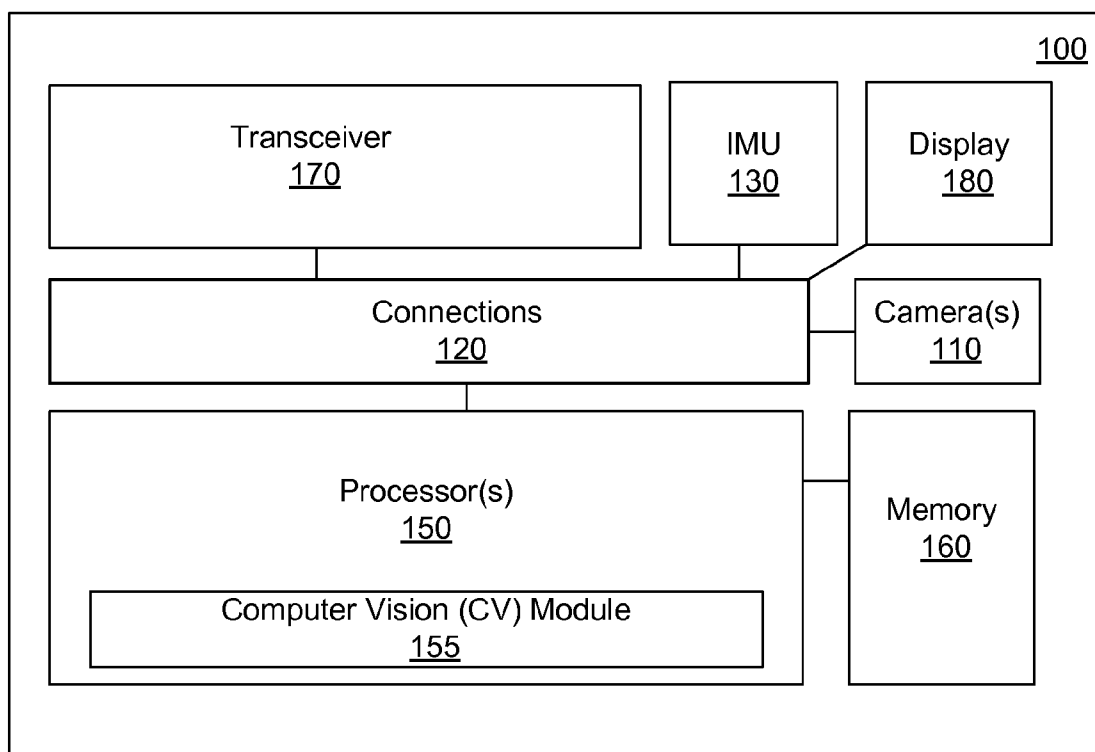 100
Transceiver
170
IMU
130
Display
180
Connections
120
Camera(s)
110
Processor(s)
150
Memory
160
Computer Vision (CV) Module
155